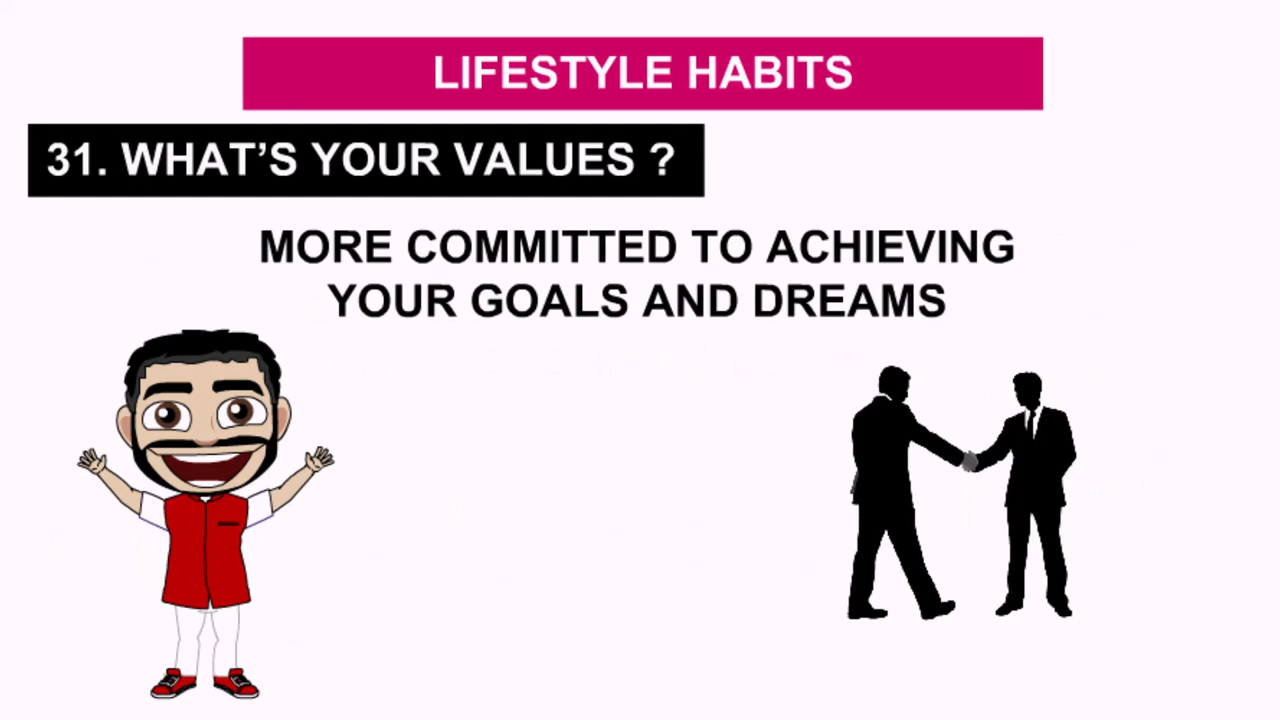 LIFESTYLE HABITS
31. WHAT’S YOUR VALUES ?
MORE COMMITTED TO ACHIEVING
YOUR GOALS AND DREAMS